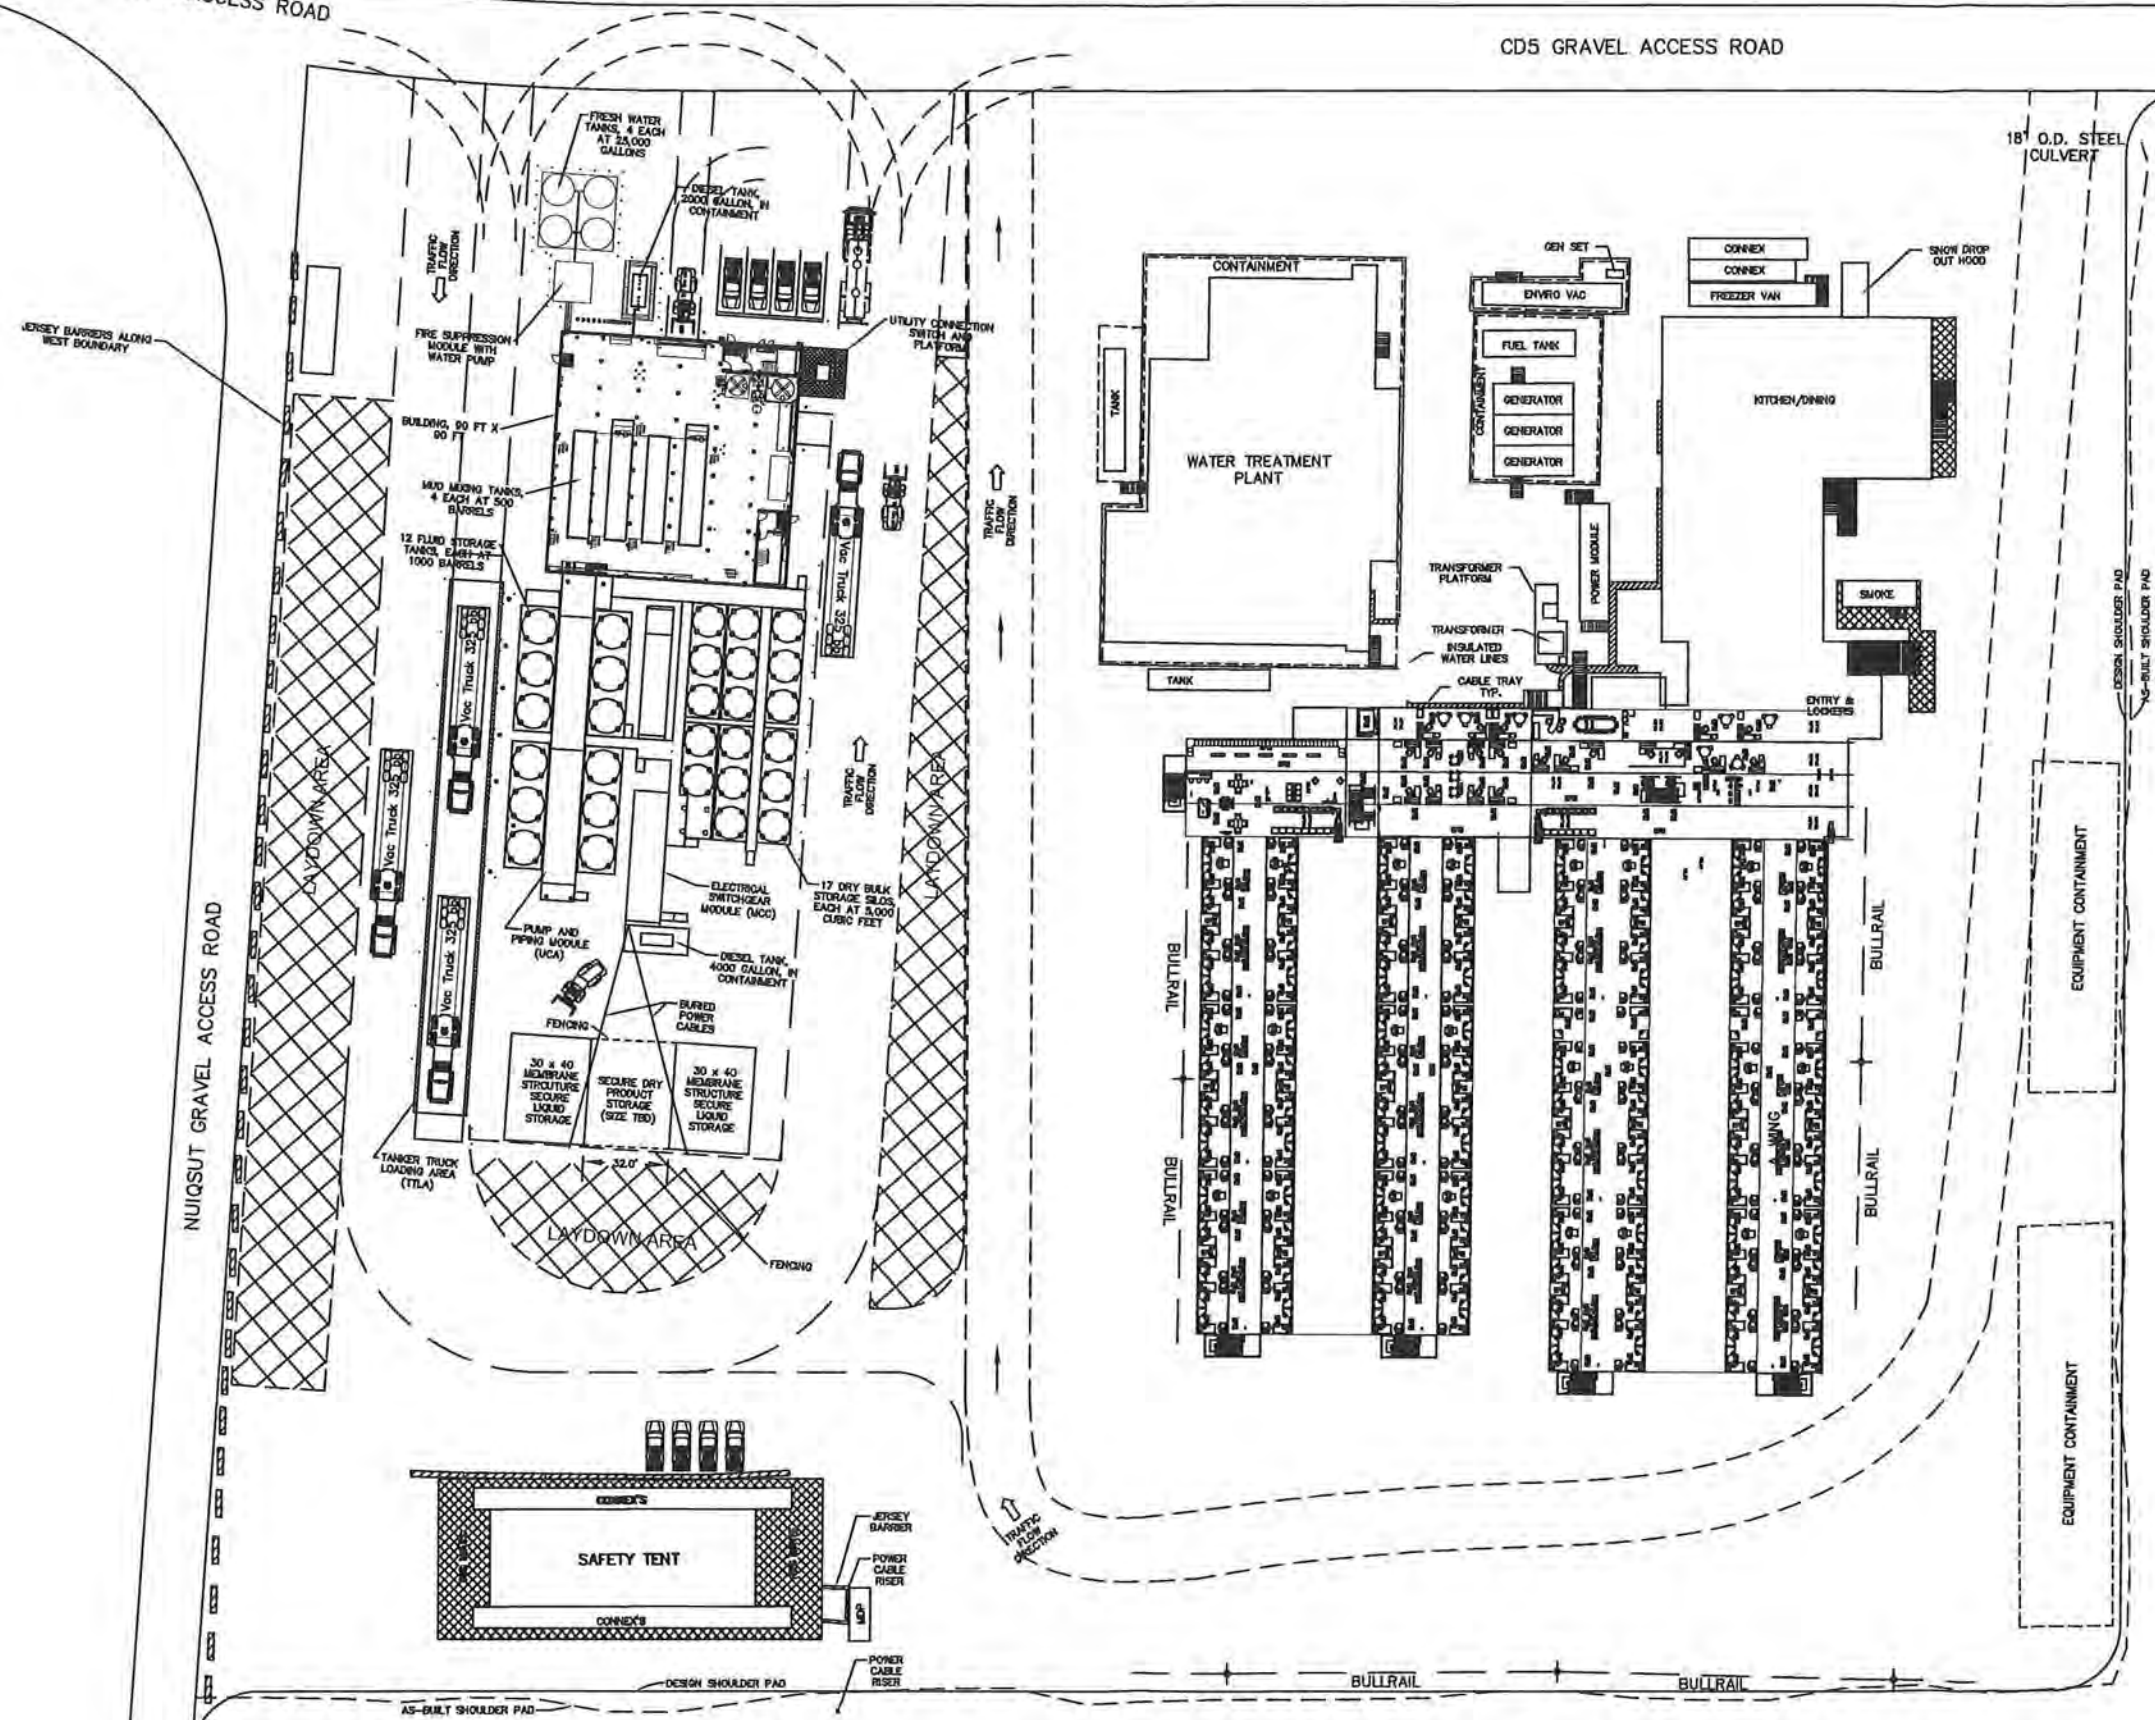 ACCESS ROAD
CD5 GRAVEL ACCESS ROAD
18" O.D. STEEL
CULVERT
FRESH WATER
TANKS, 4 EACH
AT 25,000
GALLONS
DIESEL TANK,
2000 GALLON, IN
CONTAINMENT
TRAFFIC
FLOW
DIRECTION
JERSEY BARRIERS ALONG
WEST BOUNDARY
FIRE SUPPRESSION
MODULE WITH
WATER PUMP
UTILITY CONNECTION
SWITCH AND
PLATFORM
BUILDING, 90 FT X
90 FT
MUD MIXING TANKS,
4 EACH AT 500
BARRELS
12 FLUID STORAGE
TANKS, EACH AT
1000 BARRELS
Vac Truck 325
Vac Truck 325
Vac Truck 325
Vac Truck 325
TRAFFIC
FLOW
DIRECTION
TRAFFIC
FLOW
DIRECTION
LAYDOWN AREA
LAYDOWN AREA
ELECTRICAL
SWITCHGEAR
MODULE (MCC)
17 DRY BULK
STORAGE SILOS,
EACH AT 5,000
CUBIC FEET
PUMP AND
PIPING MODULE
(UCA)
DIESEL TANK,
4000 GALLON, IN
CONTAINMENT
BURIED
POWER
CABLES
FENCING
30 x 40
MEMBRANE
STRCUTURE
SECURE
LIQUID
STORAGE
SECURE DRY
PRODUCT
STORAGE
(SIZE TBD)
30 x 40
MEMBRANE
STRUCTURE
SECURE
LIQUID
STORAGE
TANKER TRUCK
LOADING AREA
(TTLA)
32.0'
LAYDOWN AREA
FENCING
NUIQSUT GRAVEL ACCESS ROAD
CONTAINMENT
TANK
WATER TREATMENT
PLANT
TANK
GEN SET
ENVIRO VAC
FUEL TANK
CONTAINMENT
GENERATOR
GENERATOR
GENERATOR
CONNEX
CONNEX
FREEZER VAN
SNOW DROP
OUT HOOD
KITCHEN/DINING
POWER MODULE
TRANSFORMER
PLATFORM
TRANSFORMER
INSULATED
WATER LINES
CABLE TRAY
TYP.
SMOKE
ENTRY &
LOCKERS
DESIGN SHOULDER PAD
AS-BUILT SHOULDER PAD
BULLRAIL
BULLRAIL
BULLRAIL
BULLRAIL
WING
EQUIPMENT CONTAINMENT
EQUIPMENT CONTAINMENT
TRAFFIC
FLOW
DIRECTION
CONNEX'S
SAFETY TENT
CONNEX'S
JERSEY
BARRIER
POWER
CABLE
RISER
MDP
POWER
CABLE
RISER
DESIGN SHOULDER PAD
AS-BUILT SHOULDER PAD
BULLRAIL
BULLRAIL